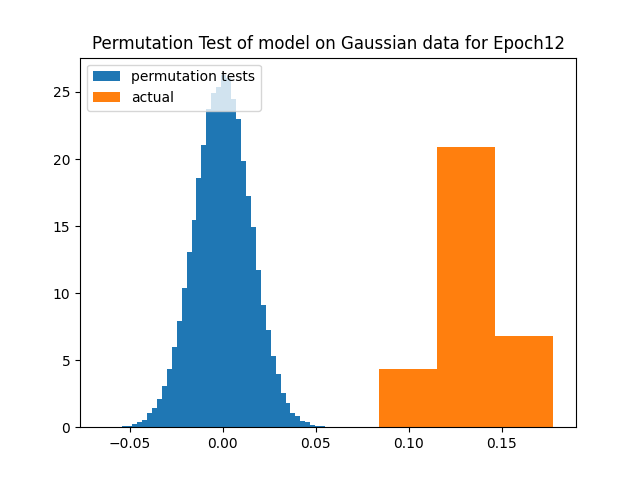 Permutation Test of model on Gaussian data for Epoch12
permutation tests
actual
25
20
15
10
5
0
−0.05 0.00 0.05 0.10 0.15